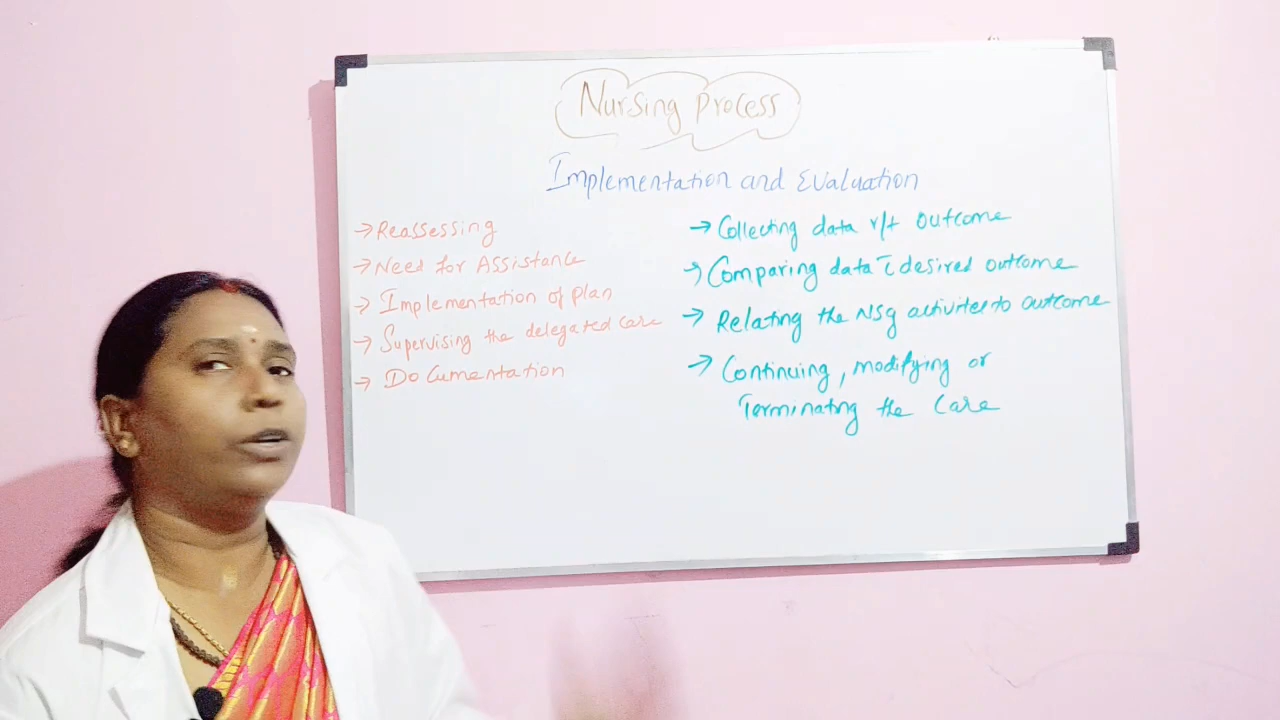 Nursing Process
Implementation and Evaluation
→ Reassessing
→ Need for Assistance
→ Implementation of plan
→ Supervising the delegated care
→ Documentation
→ Collecting data r/t outcome
→ Comparing data c̄ desired outcome
→ Relating the NSg activities to outcome
→ Continuing, modifying or
Terminating the Care